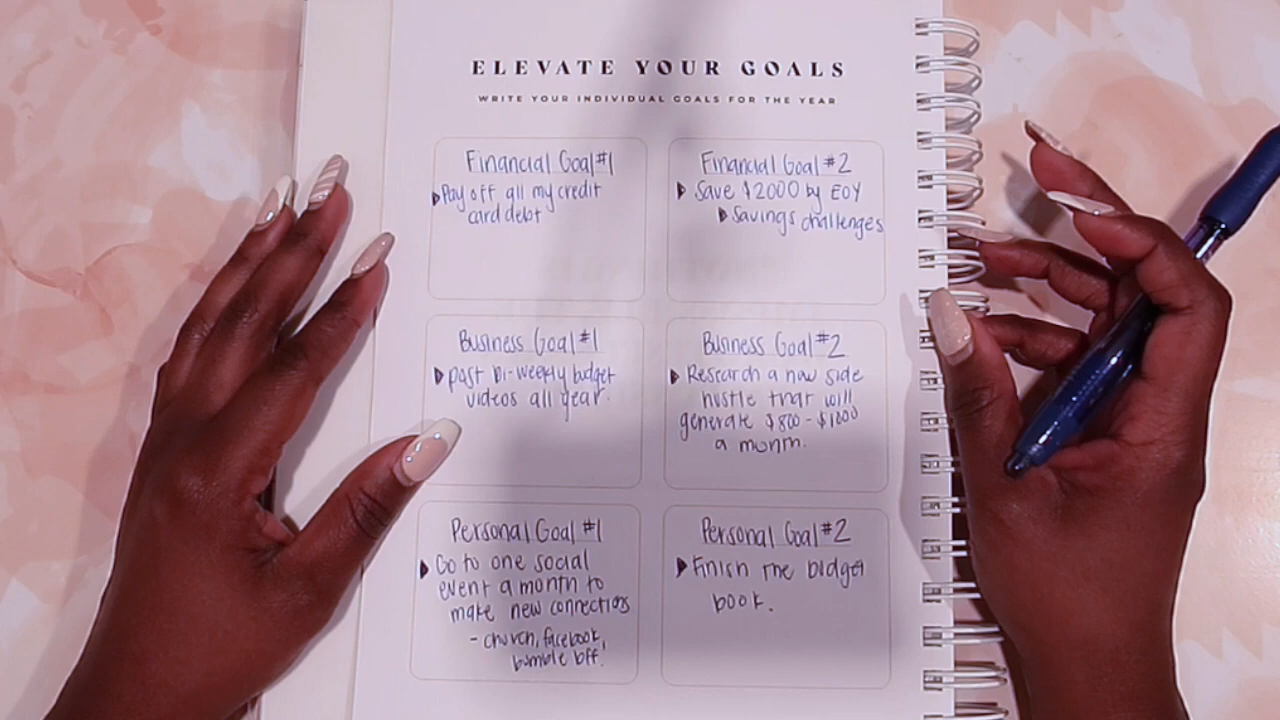 ELEVATE YOUR GOALS
WRITE YOUR INDIVIDUAL GOALS FOR THE YEAR
Financial Goal #1
Pay off all my credit
card debt
Financial Goal #2
Save $2000 by EOY
Savings challenges
Business Goal #1
post bi-weekly budget
videos all year.
Business Goal #2
Research a new side
hustle that will
generate $800 - $1000
a month.
Personal Goal #1
Go to one social
event a month to
make new connections
- church, facebook,
bumble bff!
Personal Goal #2
Finish the budget
book.